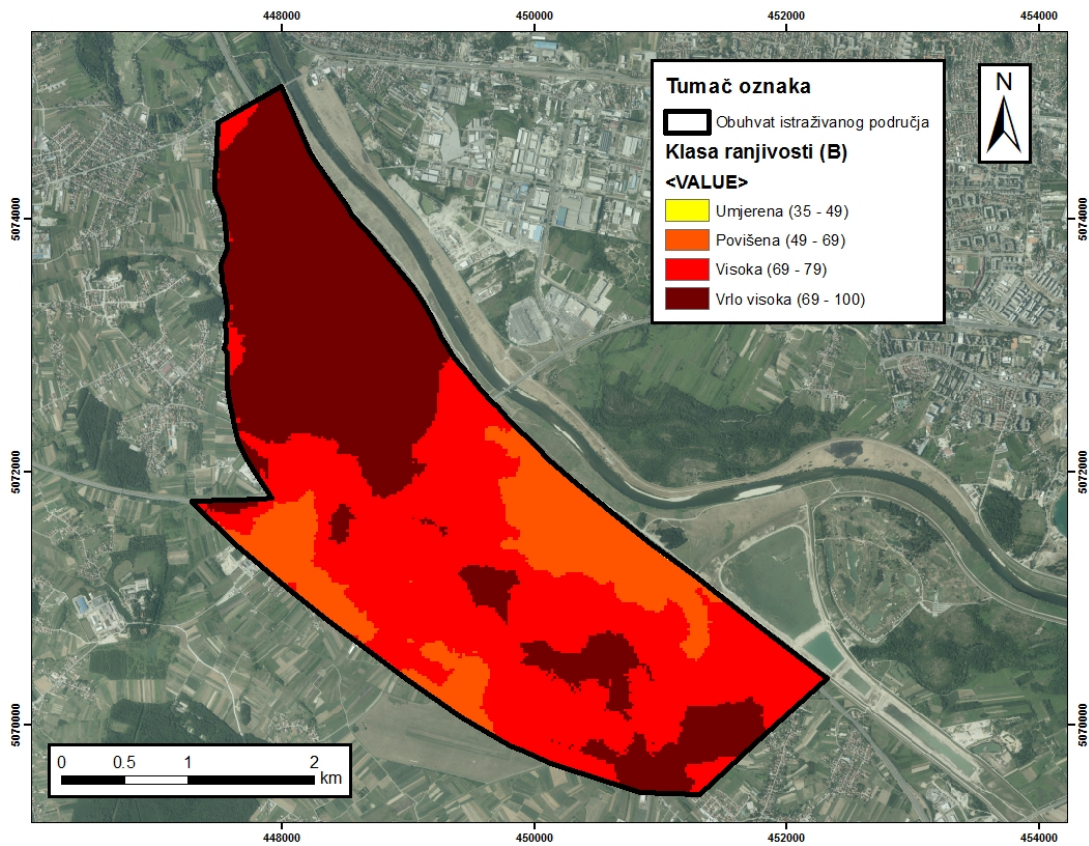 448000 450000 452000 454000
Tumač oznaka
Obuhvat istraživanog područja
Klasa ranjivosti (B)
<VALUE>
Umjerena (35 - 49)
Povišena (49 - 69)
Visoka (69 - 79)
Vrlo visoka (69 - 100)
N
5074000 5074000
5072000 5072000
5070000 5070000
0 0.5 1 2
km
448000 450000 452000 454000